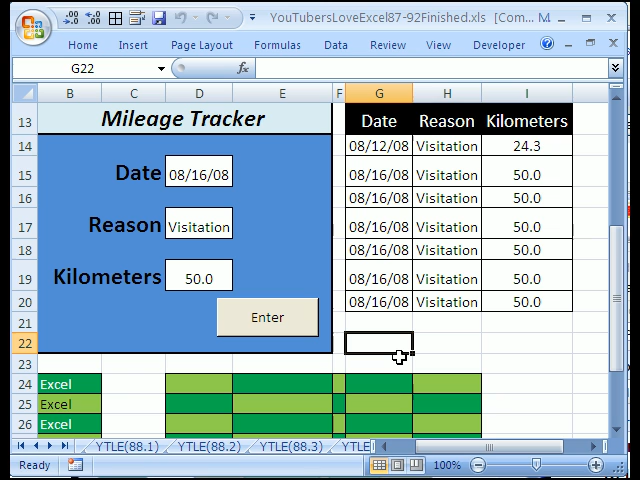 YouTubersLoveExcel87-92Finished.xls [Com...
Home Insert Page Layout Formulas Data Review View Developer
G22 fx
B C D E F G H I
13 Mileage Tracker Date Reason Kilometers
14 08/12/08 Visitation 24.3
15 Date 08/16/08 08/16/08 Visitation 50.0
16 08/16/08 Visitation 50.0
17 Reason Visitation 08/16/08 Visitation 50.0
18 08/16/08 Visitation 50.0
19 Kilometers 50.0 08/16/08 Visitation 50.0
20 08/16/08 Visitation 50.0
21 Enter
22
23
24 Excel
25 Excel
26 Excel
YTLE(88.1) YTLE(88.2) YTLE(88.3) YTLE
Ready 100%